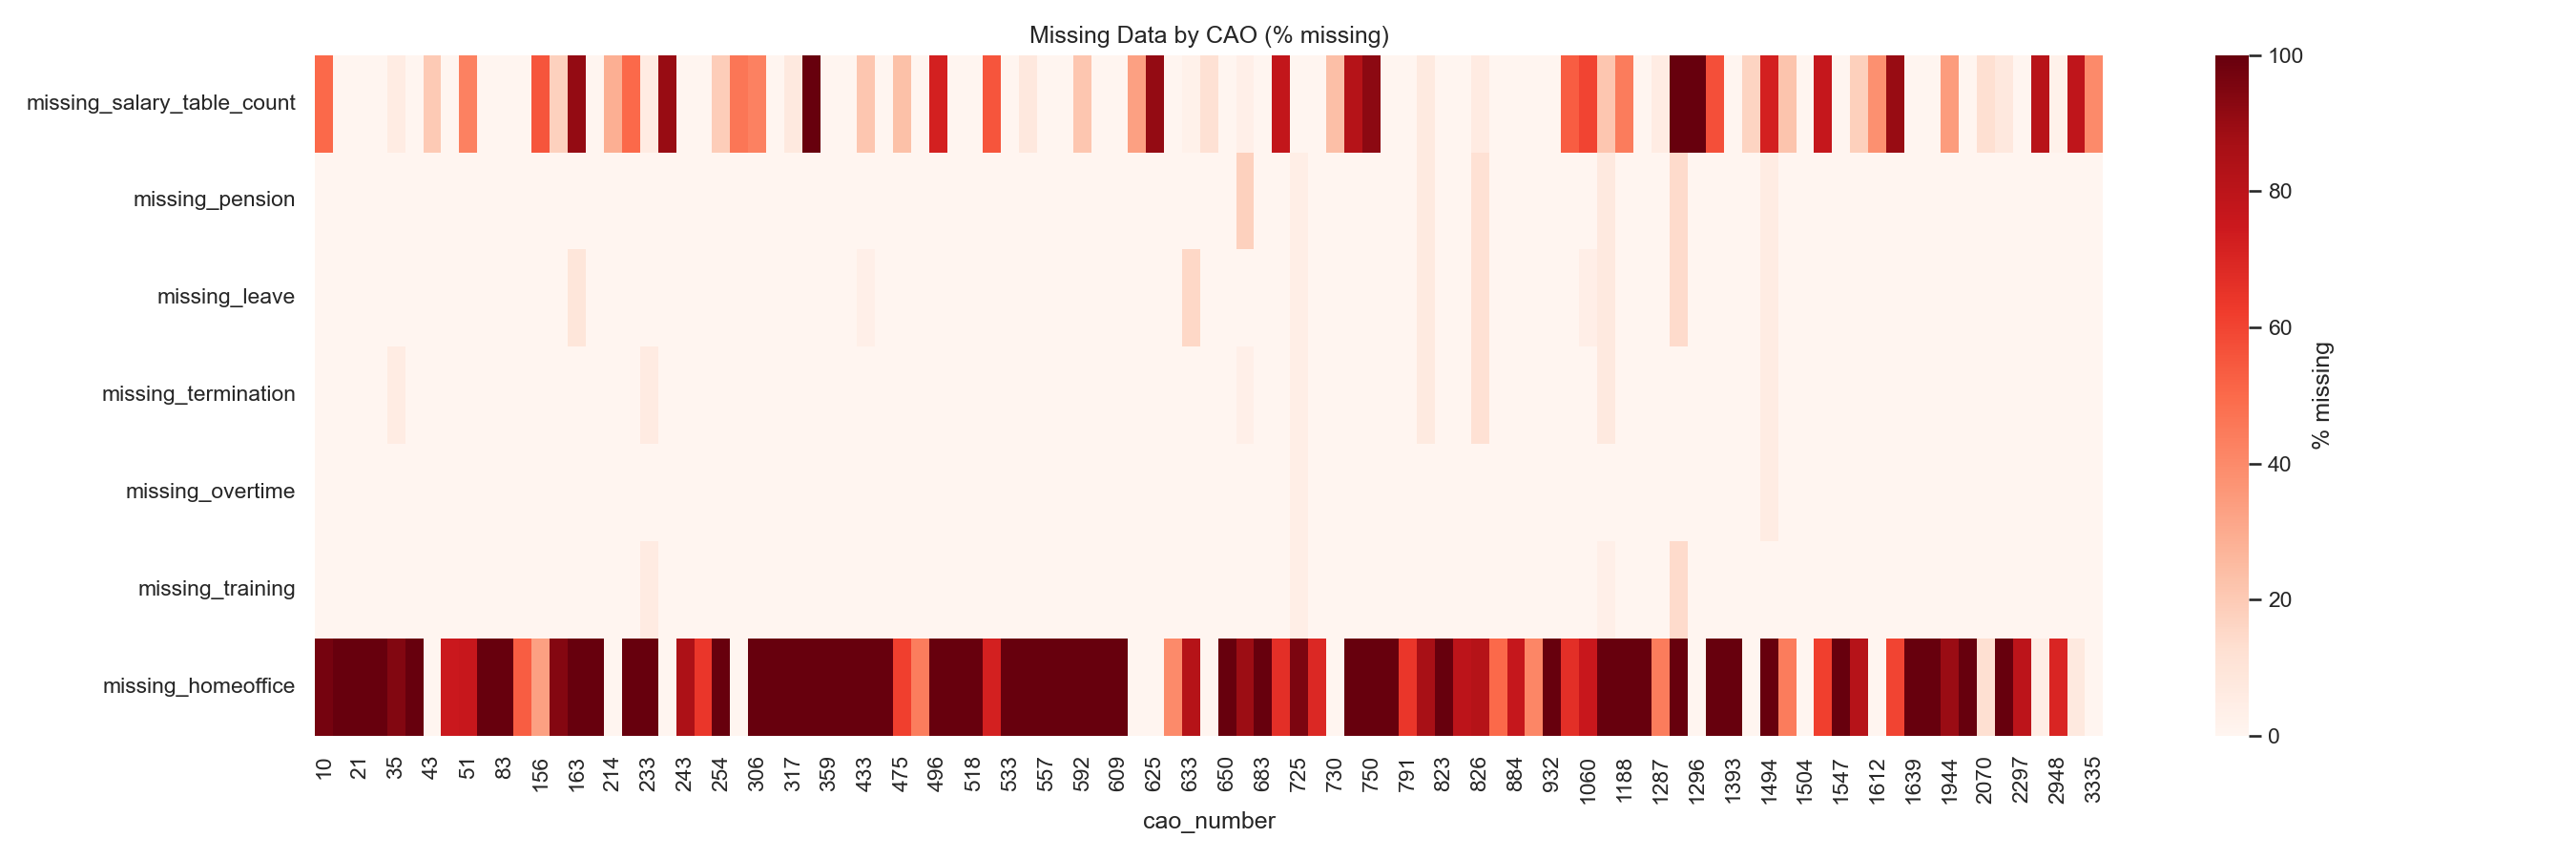 Missing Data by CAO (% missing)
missing_salary_table_count
missing_pension
missing_leave
missing_termination
missing_overtime
missing_training
missing_homeoffice
10 21 35 43 51 83 156 163 214 233 243 254 306 317 359 433 475 496 518 533 557 592 609 625 633 650 683 725 730 750 791 823 826 884 932 1060 1188 1287 1296 1393 1494 1504 1547 1612 1639 1944 2070 2297 2948 3335
cao_number
100
80
60
40
20
0
% missing